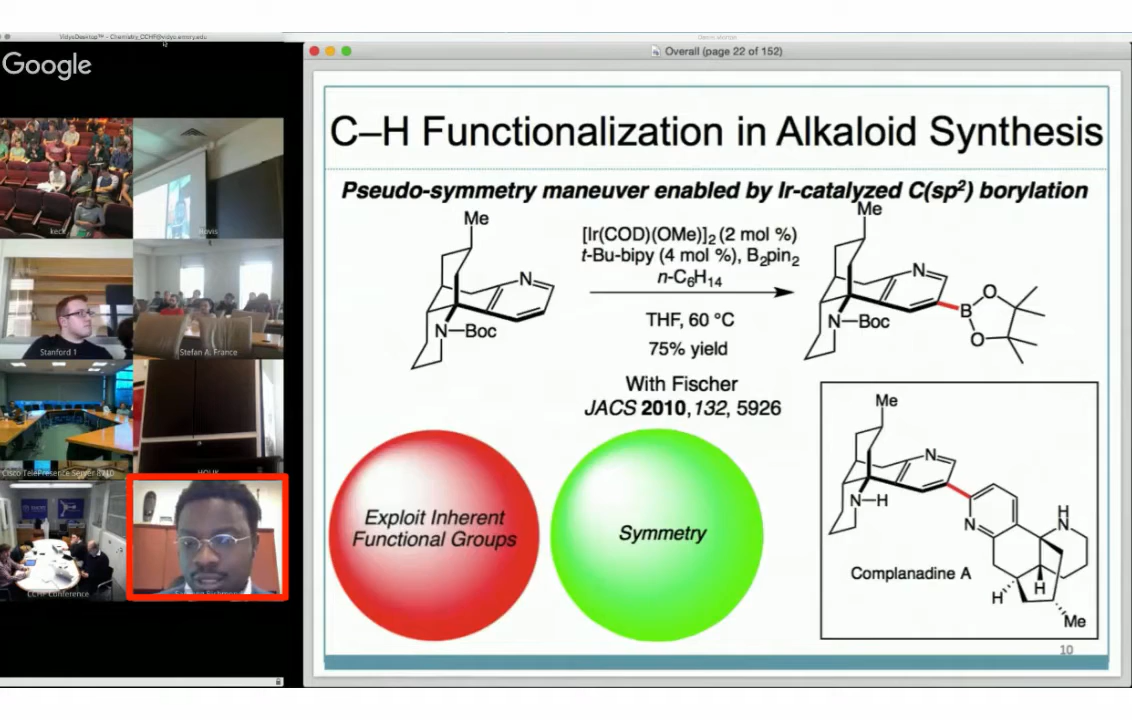 VidyoDesktop™ - Chemistry_CCHF@vidyo.emory.edu
Google
Overall (page 22 of 152)
C–H Functionalization in Alkaloid Synthesis
Pseudo-symmetry maneuver enabled by Ir-catalyzed C(sp²) borylation
Me
N
N
Boc
[Ir(COD)(OMe)]₂ (2 mol %)
t-Bu-bipy (4 mol %), B₂pin₂
n-C₆H₁₄
THF, 60 °C
75% yield
With Fischer
JACS 2010, 132, 5926
Me
N
N
Boc
B
O
O
Exploit Inherent
Functional Groups
Symmetry
Me
N
N
H
N
H
N
H
H
Me
Complanadine A
10
keck
Davis
Stanford 1
Stefan A. France
Cisco TelePresence Server 8710
HOUK
CCHF Conference